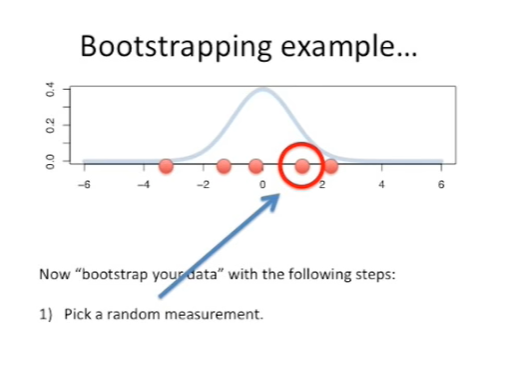 Bootstrapping example...
0.4
0.2
0.0
−6 −4 −2 0 2 4 6
Now “bootstrap your data” with the following steps:
1) Pick a random measurement.